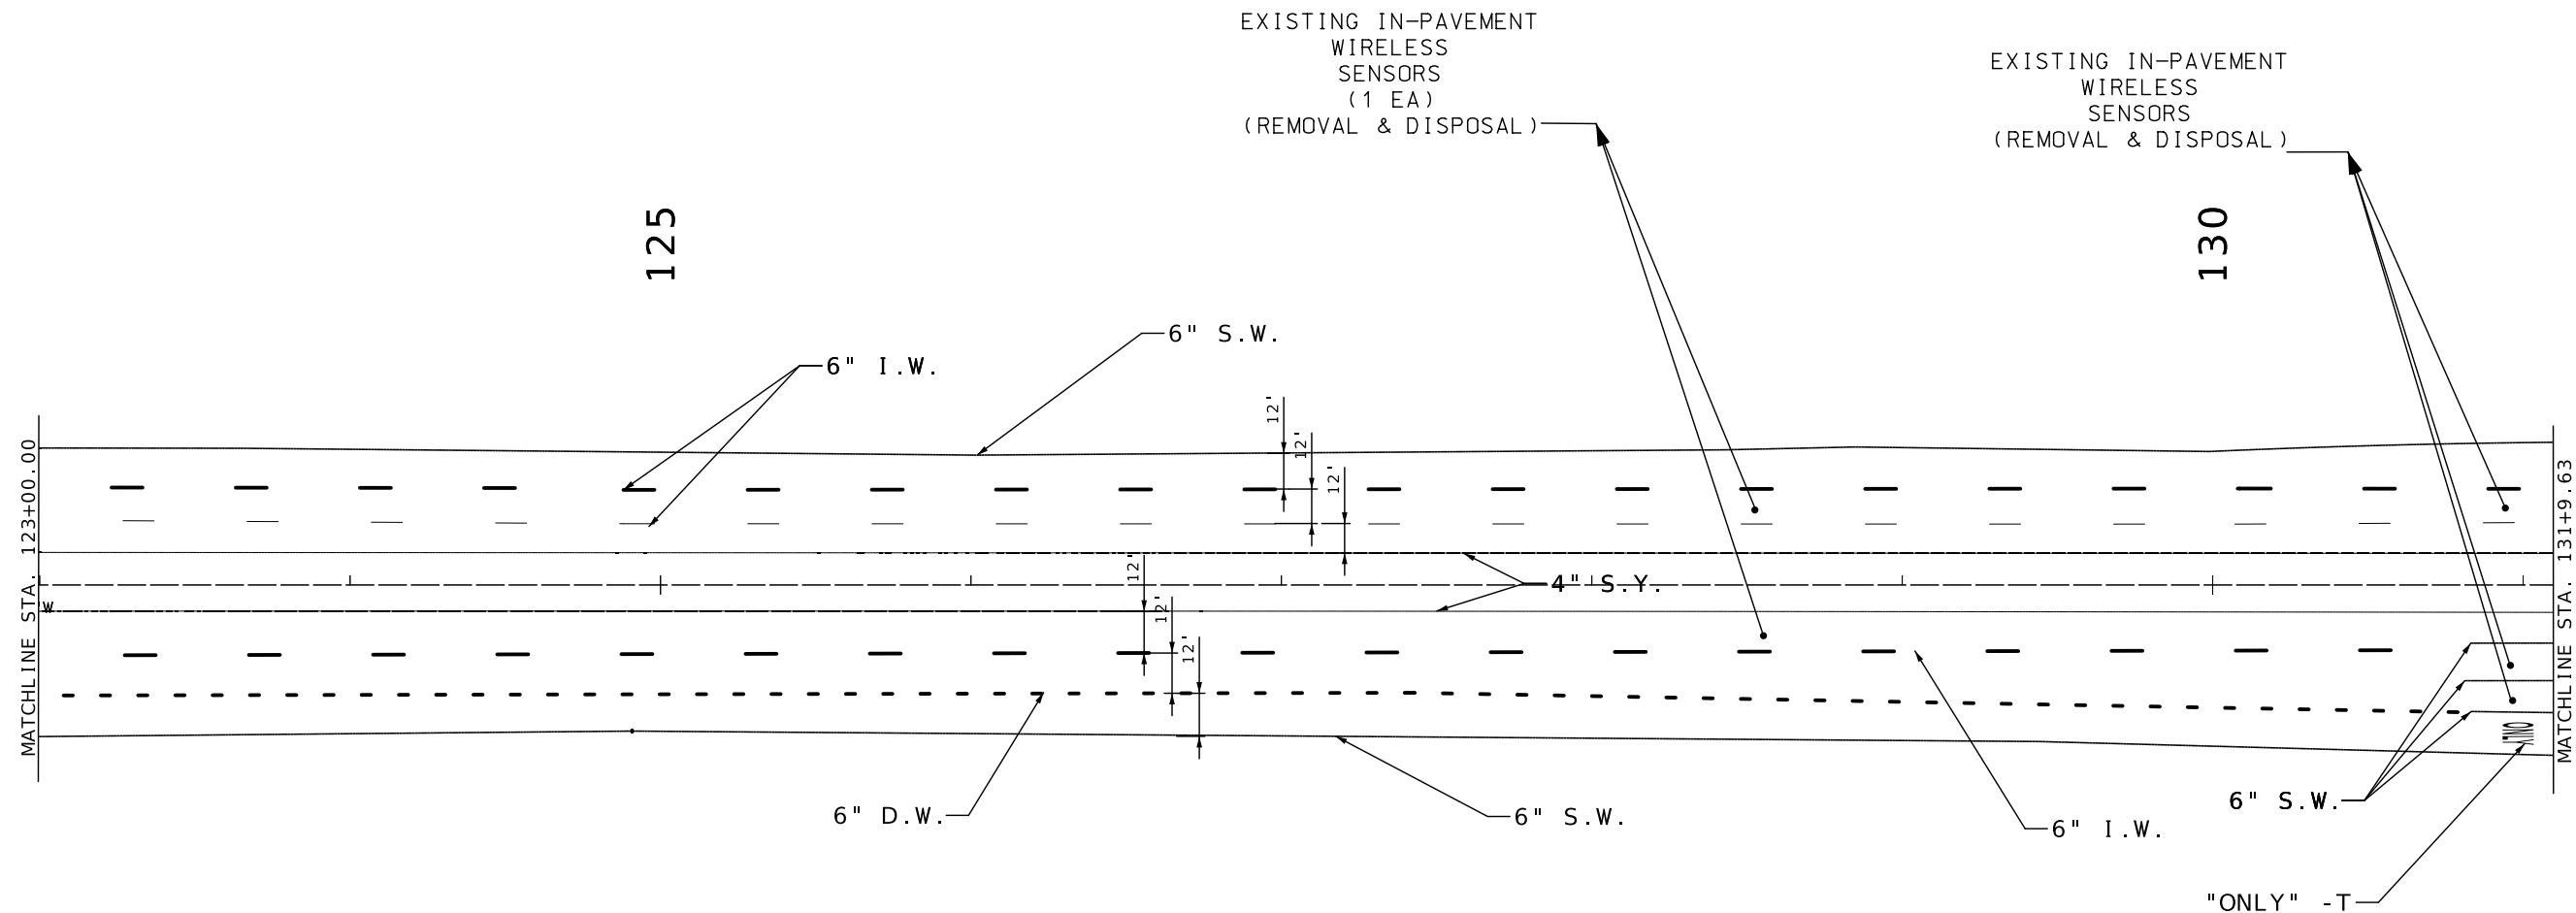 EXISTING IN-PAVEMENT
WIRELESS
SENSORS
(1 EA)
(REMOVAL & DISPOSAL)
EXISTING IN-PAVEMENT
WIRELESS
SENSORS
(REMOVAL & DISPOSAL)
125
130
6" S.W.
6" I.W.
12'
12'
12'
MATCHLINE STA. 123+00.00
W
4" S.Y.
12'
12'
12'
MATCHLINE STA. 131+9.63
ONLY
6" D.W.
6" S.W.
6" I.W.
6" S.W.
"ONLY" -T